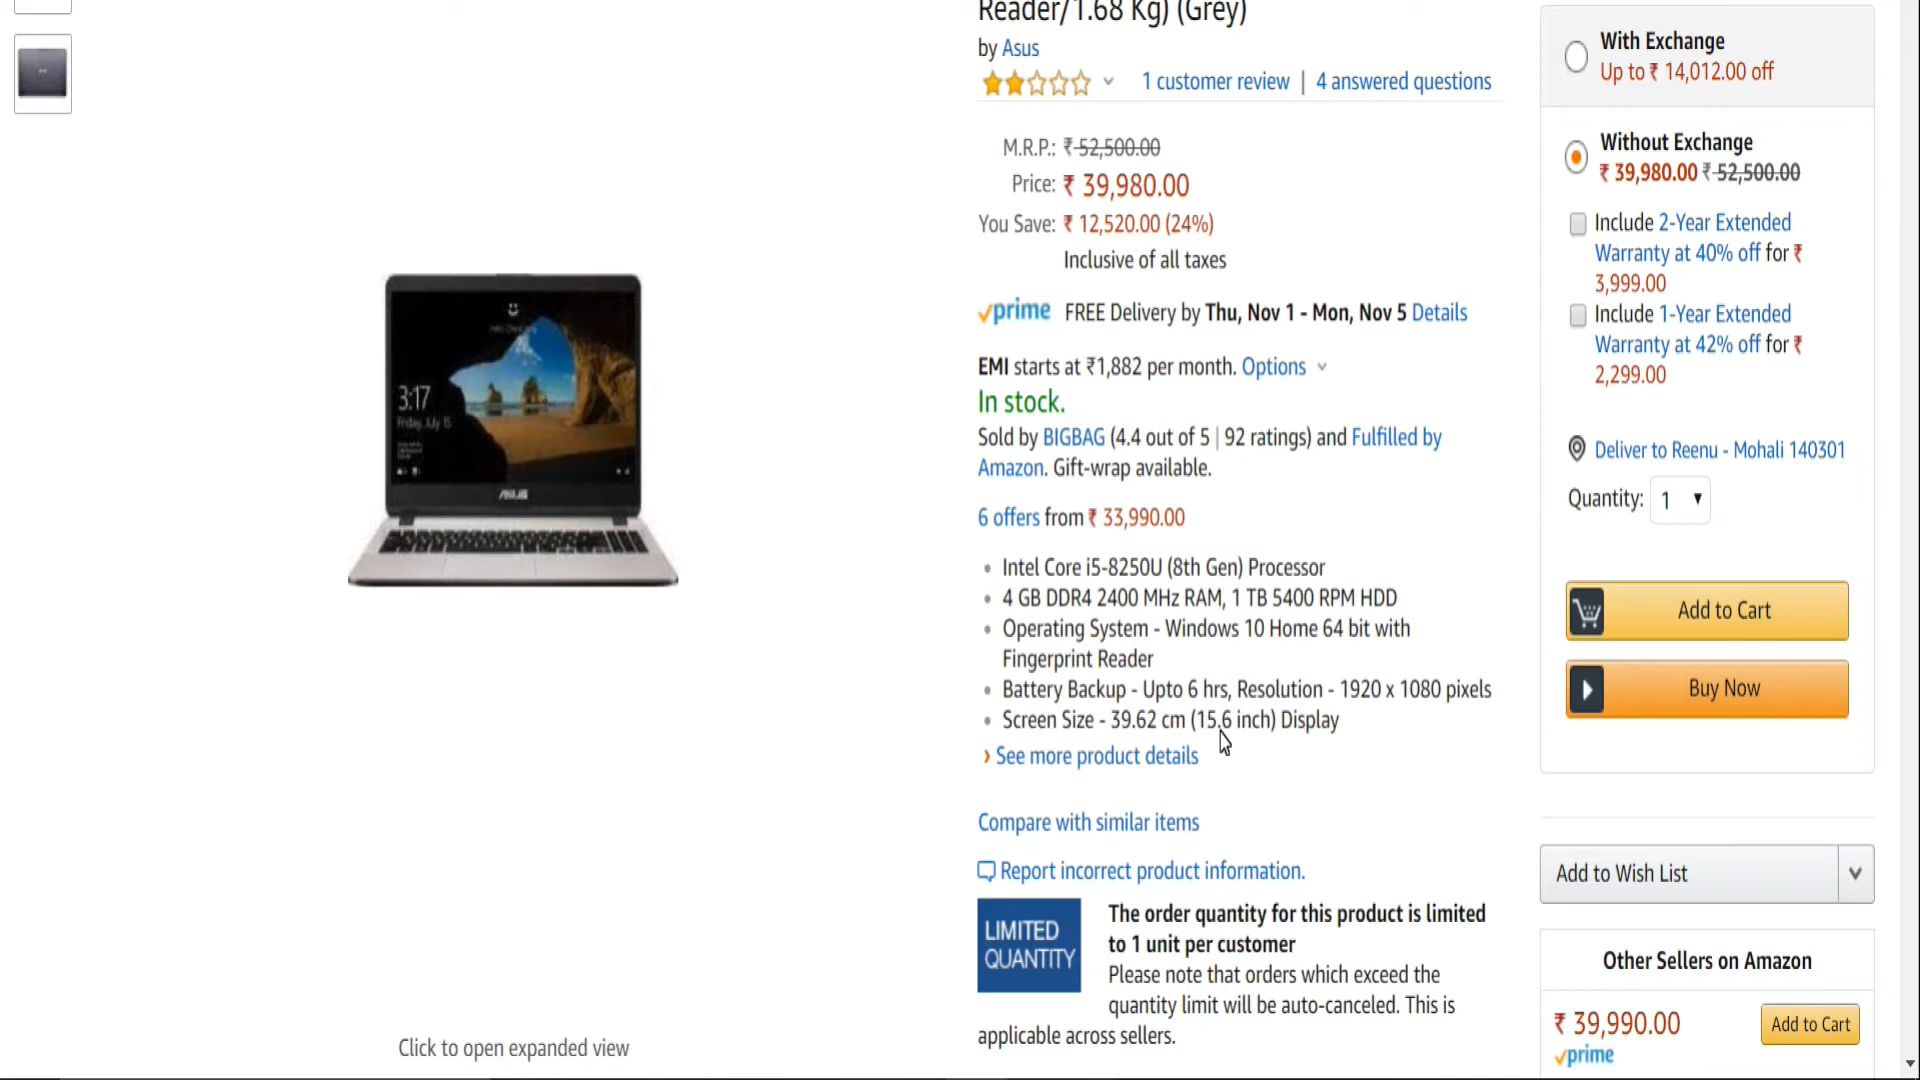 Reader/1.68 Kg) (Grey)
by Asus
1 customer review | 4 answered questions
M.R.P.: ₹ 52,500.00
Price: ₹ 39,980.00
You Save: ₹ 12,520.00 (24%)
Inclusive of all taxes
prime FREE Delivery by Thu, Nov 1 - Mon, Nov 5 Details
EMI starts at ₹1,882 per month. Options
In stock.
Sold by BIGBAG (4.4 out of 5 | 92 ratings) and Fulfilled by
Amazon. Gift-wrap available.
6 offers from ₹ 33,990.00
• Intel Core i5-8250U (8th Gen) Processor
• 4 GB DDR4 2400 MHz RAM, 1 TB 5400 RPM HDD
• Operating System - Windows 10 Home 64 bit with
Fingerprint Reader
• Battery Backup - Upto 6 hrs, Resolution - 1920 x 1080 pixels
• Screen Size - 39.62 cm (15.6 inch) Display
› See more product details
Compare with similar items
Report incorrect product information.
LIMITED
QUANTITY
The order quantity for this product is limited
to 1 unit per customer
Please note that orders which exceed the
quantity limit will be auto-canceled. This is
applicable across sellers.
3:17
Friday, July 15
ASUS
Click to open expanded view
With Exchange
Up to ₹ 14,012.00 off
Without Exchange
₹ 39,980.00 ₹ 52,500.00
Include 2-Year Extended
Warranty at 40% off for ₹
3,999.00
Include 1-Year Extended
Warranty at 42% off for ₹
2,299.00
Deliver to Reenu - Mohali 140301
Quantity: 1
Add to Cart
Buy Now
Add to Wish List
Other Sellers on Amazon
₹ 39,990.00
Add to Cart
prime